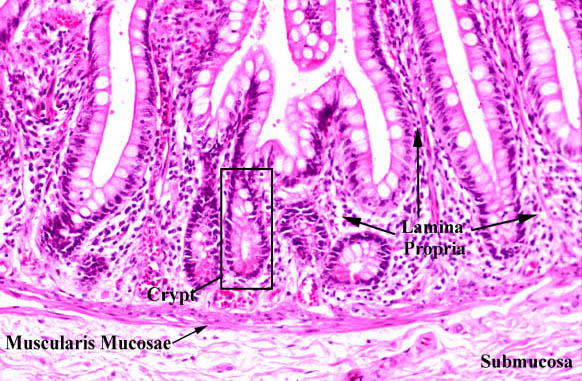 Lamina
Propria
Crypt
Muscularis Mucosae
Submucosa